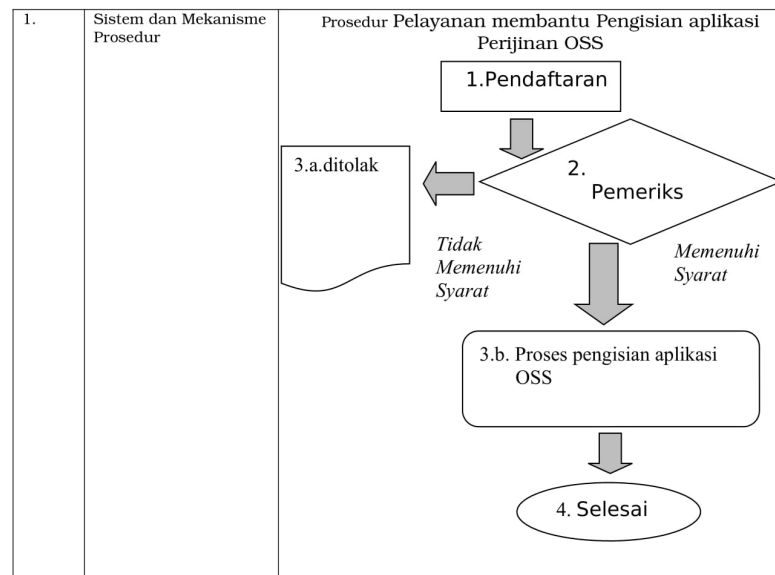 1.
Sistem dan Mekanisme
Prosedur
Prosedur Pelayanan membantu Pengisian aplikasi
Perijinan OSS
1.Pendaftaran
2.
Pemeriks
3.a.ditolak
Tidak
Memenuhi
Syarat
Memenuhi
Syarat
3.b. Proses pengisian aplikasi
OSS
4. Selesai